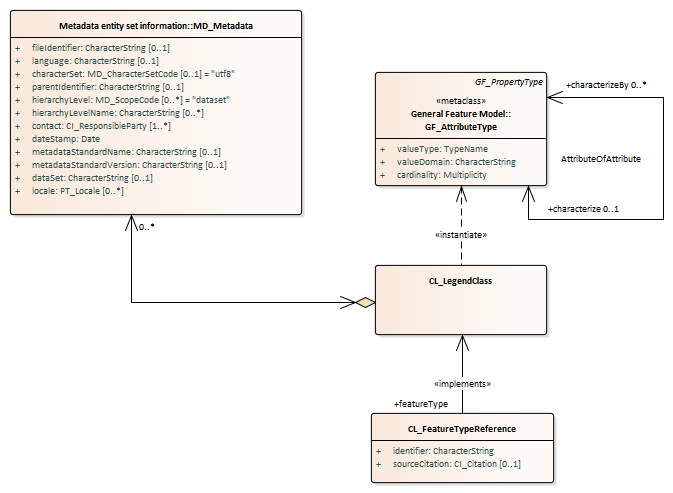 Metadata entity set information::MD_Metadata
+ fileIdentifier: CharacterString [0..1]
+ language: CharacterString [0..1]
+ characterSet: MD_CharacterSetCode [0..1] = "utf8"
+ parentIdentifier: CharacterString [0..1]
+ hierarchyLevel: MD_ScopeCode [0..*] = "dataset"
+ hierarchyLevelName: CharacterString [0..*]
+ contact: CI_ResponsibleParty [1..*]
+ dateStamp: Date
+ metadataStandardName: CharacterString [0..1]
+ metadataStandardVersion: CharacterString [0..1]
+ dataSet: CharacterString [0..1]
+ locale: PT_Locale [0..*]
0..*
GF_PropertyType
«metaclass»
General Feature Model::
GF_AttributeType
+ valueType: TypeName
+ valueDomain: CharacterString
+ cardinality: Multiplicity
+characterizeBy 0..*
AttributeOfAttribute
+characterize 0..1
«instantiate»
CL_LegendClass
«implements»
+featureType
CL_FeatureTypeReference
+ identifier: CharacterString
+ sourceCitation: CI_Citation [0..1]